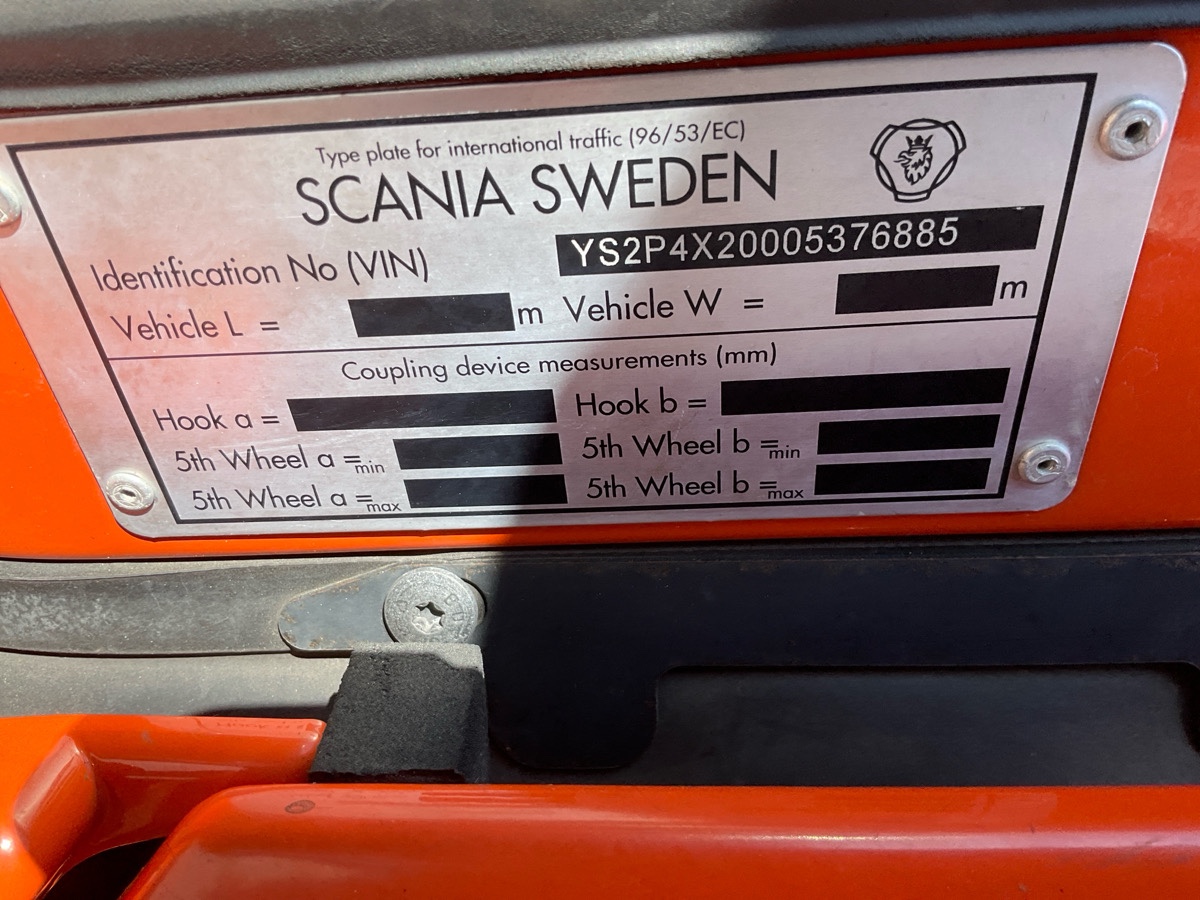 Type plate for international traffic (96/53/EC)
SCANIA SWEDEN
Identification No (VIN) YS2P4X20005376885
Vehicle L = m Vehicle W = m
Coupling device measurements (mm)
Hook a = Hook b =
5th Wheel a =min 5th Wheel b =min
5th Wheel a =max 5th Wheel b =max